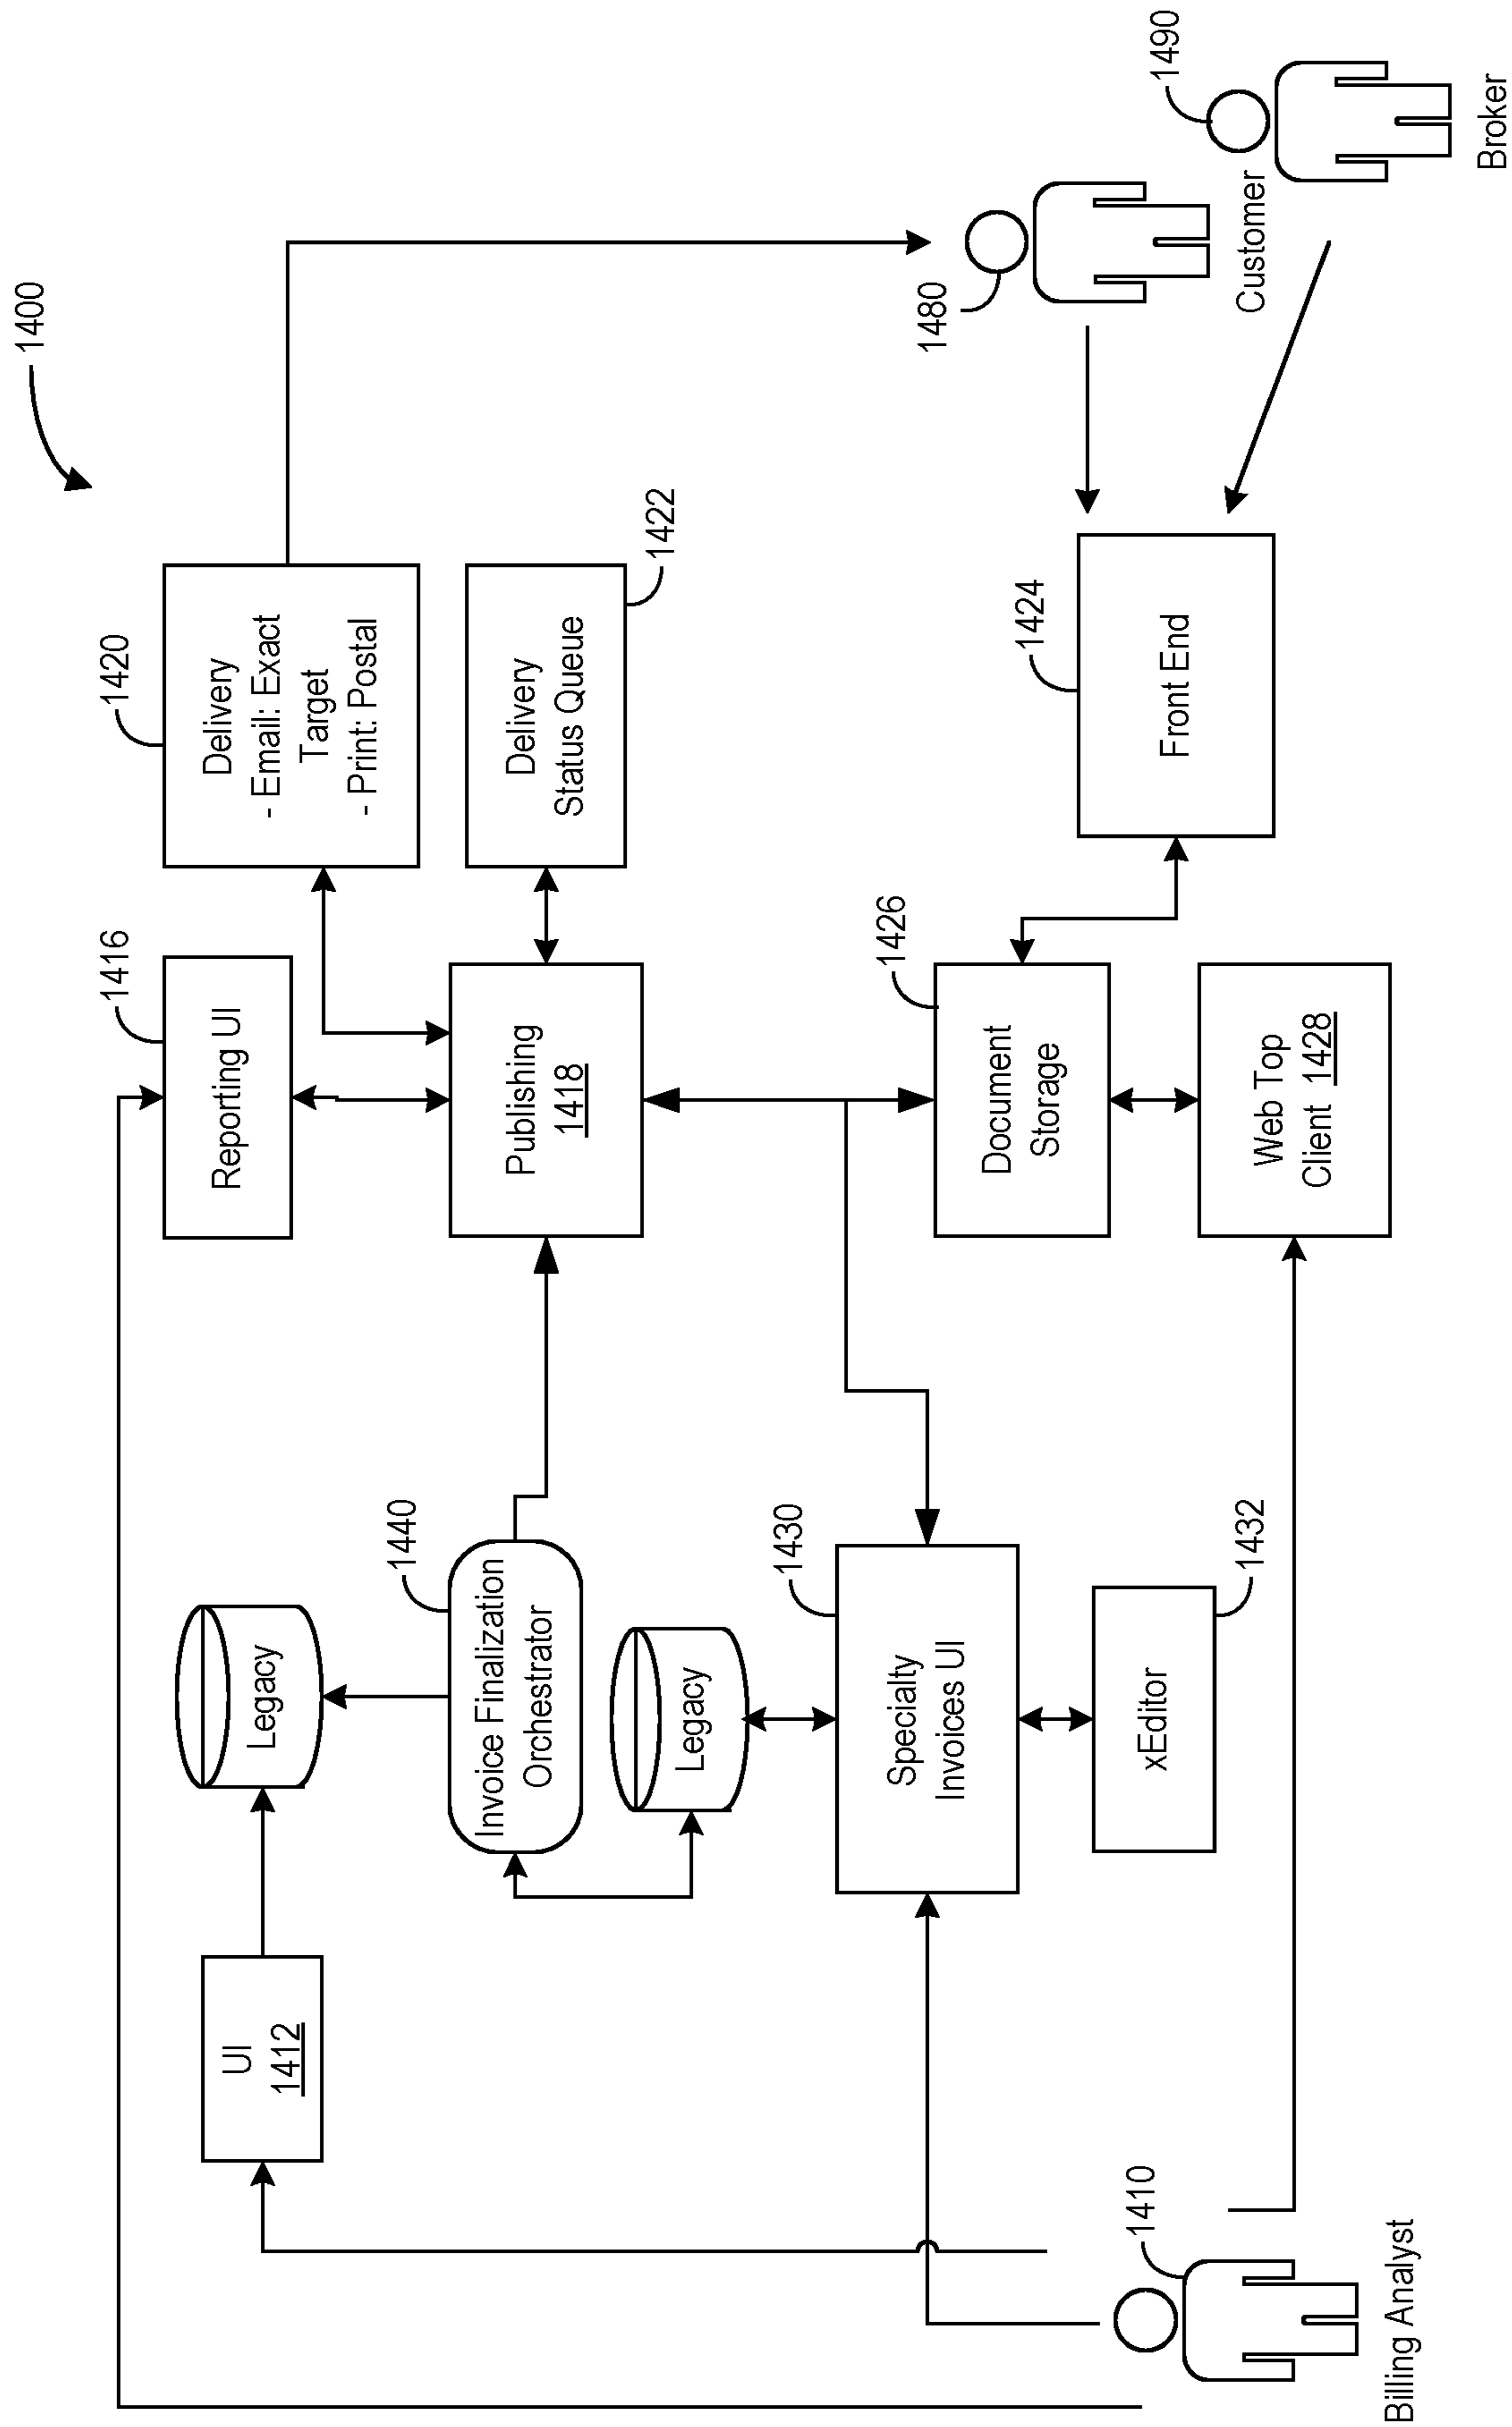 1400
1420
Delivery
- Email: Exact
Target
- Print: Postal
1416
Reporting UI
1422
Delivery
Status Queue
Publishing
1418
Legacy
UI
1412
1440
Invoice Finalization
Orchestrator
Legacy
1430
Specialty
Invoices UI
1432
xEditor
1426
Document
Storage
Web Top
Client 1428
1424
Front End
1480
Customer
1490
Broker
1410
Billing Analyst